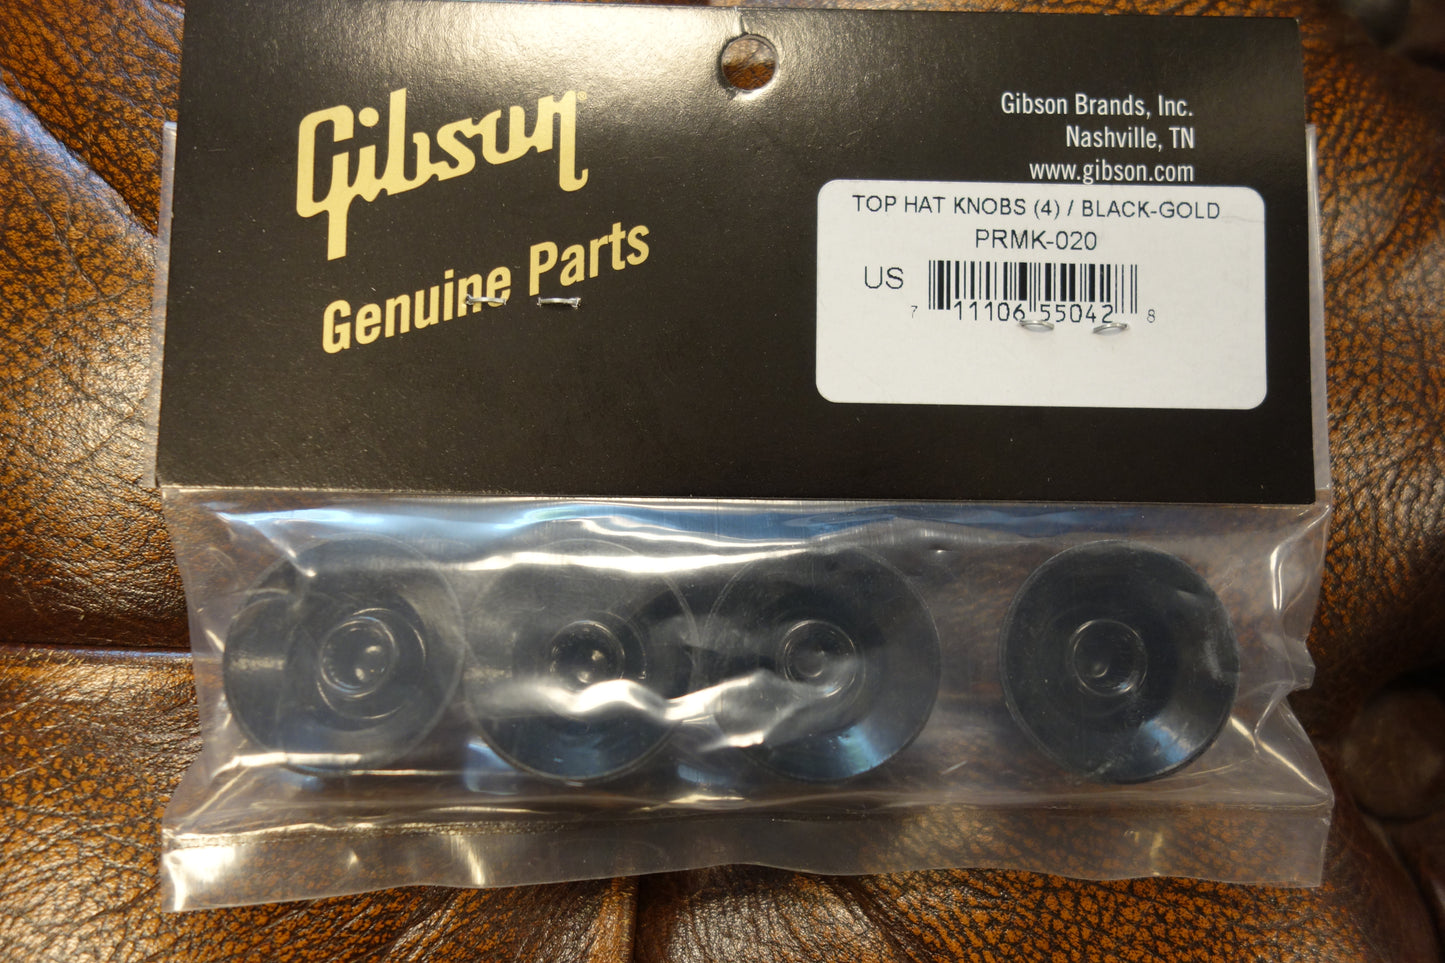 Gibson®
Genuine Parts
Gibson Brands, Inc.
Nashville, TN
www.gibson.com
TOP HAT KNOBS (4) / BLACK-GOLD
PRMK-020
US
7 11106 55042 8